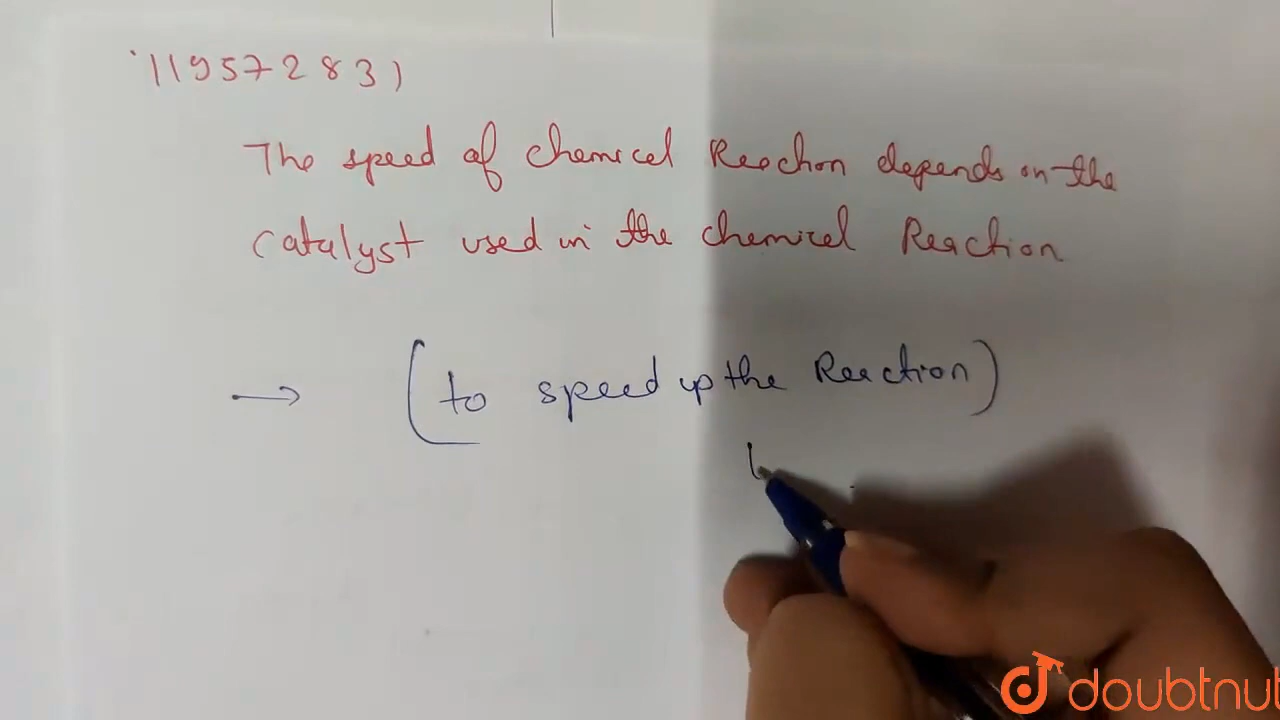 11957283)
The speed of chemical Reaction depends on the
catalyst used in the chemical Reaction
→ (to speed up the Reaction)
doubtnut